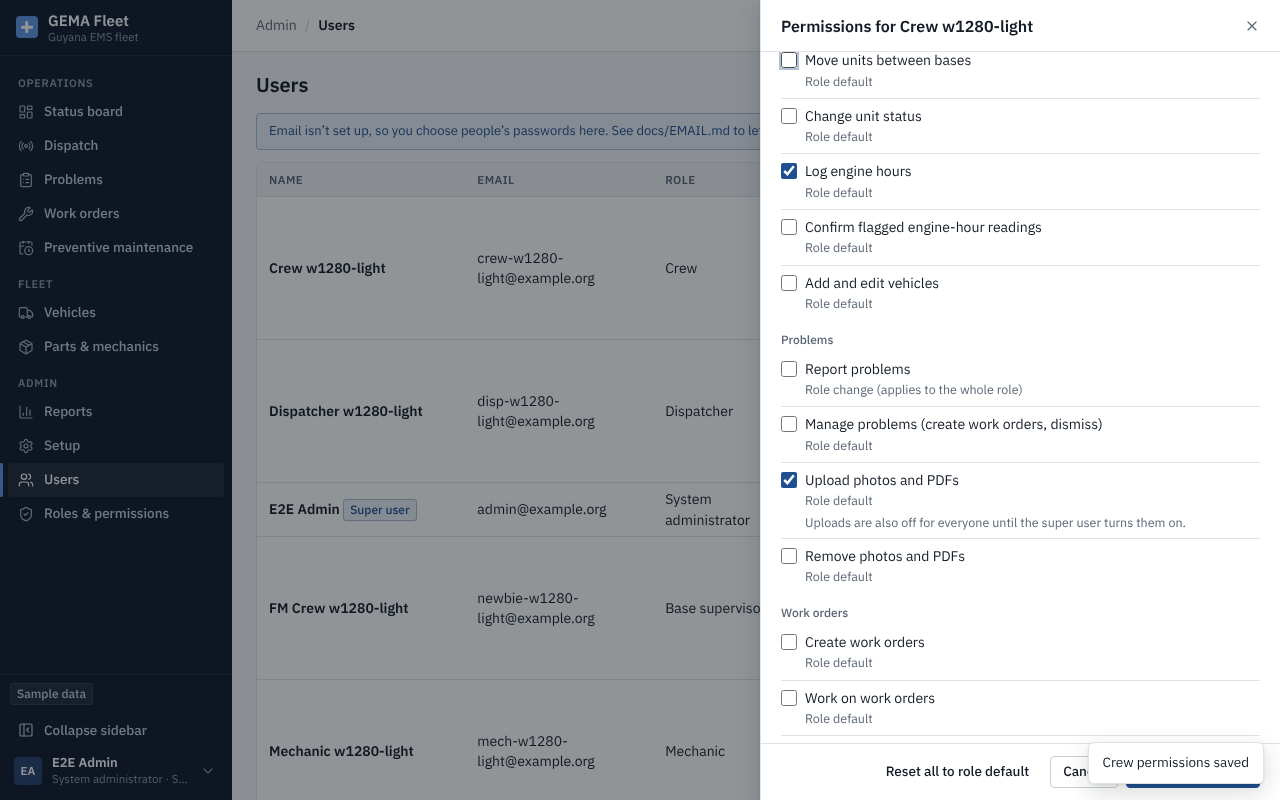 GEMA Fleet
Guyana EMS fleet
OPERATIONS
Status board
Dispatch
Problems
Work orders
Preventive maintenance
FLEET
Vehicles
Parts & mechanics
ADMIN
Reports
Setup
Users
Roles & permissions
Sample data
Collapse sidebar
EA
E2E Admin
System administrator · S...
Admin / Users
Users
Email isn't set up, so you choose people's passwords here. See docs/EMAIL.md to
NAME EMAIL ROLE
Crew w1280-light
crew-w1280-
light@example.org
Crew
Dispatcher w1280-light
disp-w1280-
light@example.org
Dispatcher
E2E Admin Super user
admin@example.org
System
administrator
FM Crew w1280-light
newbie-w1280-
light@example.org
Base superviso
Mechanic w1280-light
mech-w1280-
light@example.org
Mechanic
Permissions for Crew w1280-light
Move units between bases
Role default
Change unit status
Role default
Log engine hours
Role default
Confirm flagged engine-hour readings
Role default
Add and edit vehicles
Role default
Problems
Report problems
Role change (applies to the whole role)
Manage problems (create work orders, dismiss)
Role default
Upload photos and PDFs
Role default
Uploads are also off for everyone until the super user turns them on.
Remove photos and PDFs
Role default
Work orders
Create work orders
Role default
Work on work orders
Role default
Reset all to role default
Can
Crew permissions saved